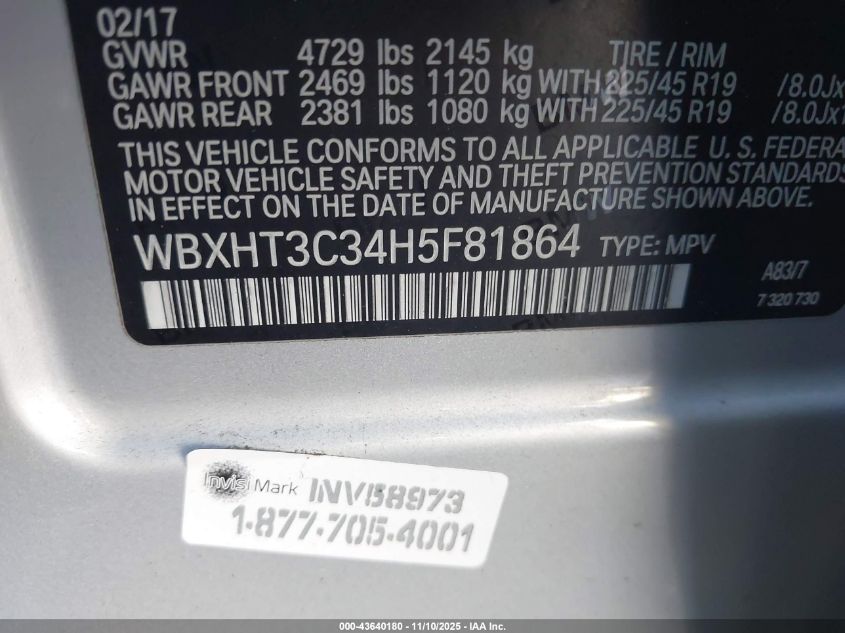 02/17
GVWR 4729 lbs 2145 kg TIRE / RIM
GAWR FRONT 2469 lbs 1120 kg WITH 225/45 R19 /8.0Jx
GAWR REAR 2381 lbs 1080 kg WITH 225/45 R19 /8.0Jx1
THIS VEHICLE CONFORMS TO ALL APPLICABLE U. S. FEDERA
MOTOR VEHICLE SAFETY AND THEFT PREVENTION STANDARDS
IN EFFECT ON THE DATE OF MANUFACTURE SHOWN ABOVE.
WBXHT3C34H5F81864 TYPE: MPV
A83/7
7 320 730
Invisi Mark INV58973
1-877-705-4001
000-43640180 - 11/10/2025 - IAA Inc.